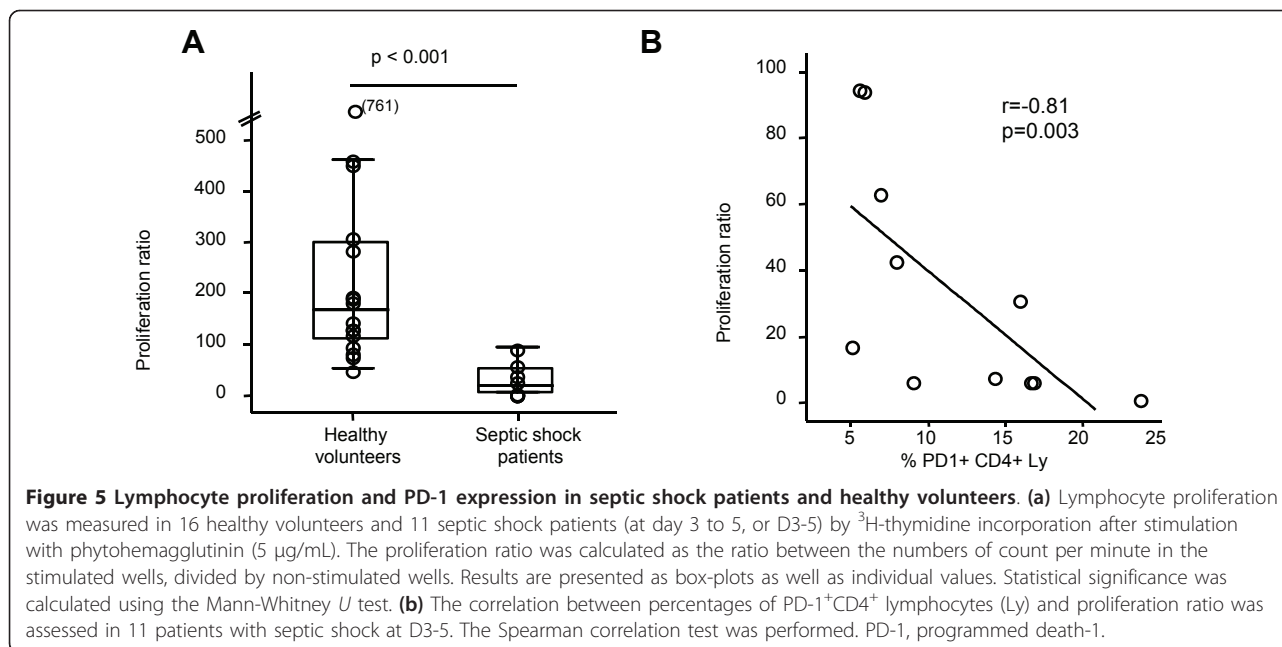 A
p < 0.001
(761)
500
400
300
200
100
0
Proliferation ratio
Healthy
volunteers
Septic shock
patients
B
100
80
60
40
20
0
Proliferation ratio
r=-0.81
p=0.003
5
10
15
20
25
% PD1+ CD4+ Ly
Figure 5 Lymphocyte proliferation and PD-1 expression in septic shock patients and healthy volunteers. (a) Lymphocyte proliferation
was measured in 16 healthy volunteers and 11 septic shock patients (at day 3 to 5, or D3-5) by ³H-thymidine incorporation after stimulation
with phytohemagglutinin (5 μg/mL). The proliferation ratio was calculated as the ratio between the numbers of count per minute in the
stimulated wells, divided by non-stimulated wells. Results are presented as box-plots as well as individual values. Statistical significance was
calculated using the Mann-Whitney U test. (b) The correlation between percentages of PD-1⁺CD4⁺ lymphocytes (Ly) and proliferation ratio was
assessed in 11 patients with septic shock at D3-5. The Spearman correlation test was performed. PD-1, programmed death-1.